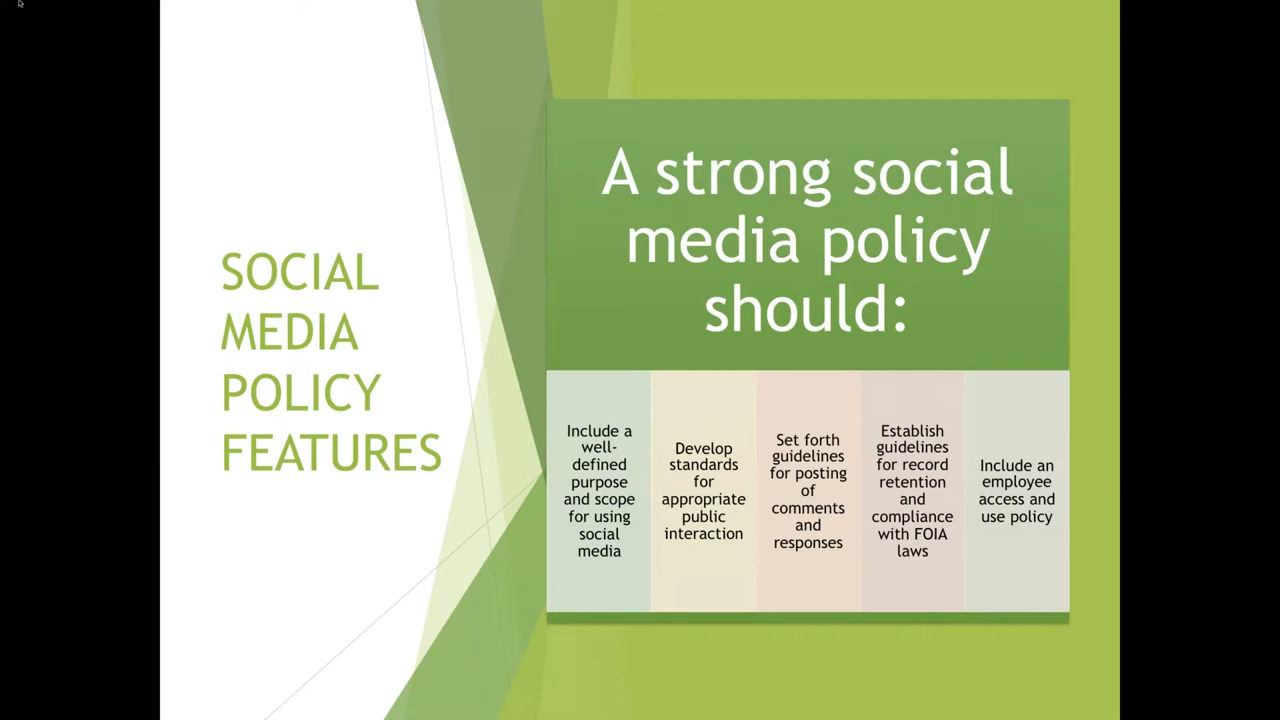 SOCIAL
MEDIA
POLICY
FEATURES
A strong social
media policy
should:
Include a
well-
defined
purpose
and scope
for using
social
media
Develop
standards
for
appropriate
public
interaction
Set forth
guidelines
for posting
of
comments
and
responses
Establish
guidelines
for record
retention
and
compliance
with FOIA
laws
Include an
employee
access and
use policy